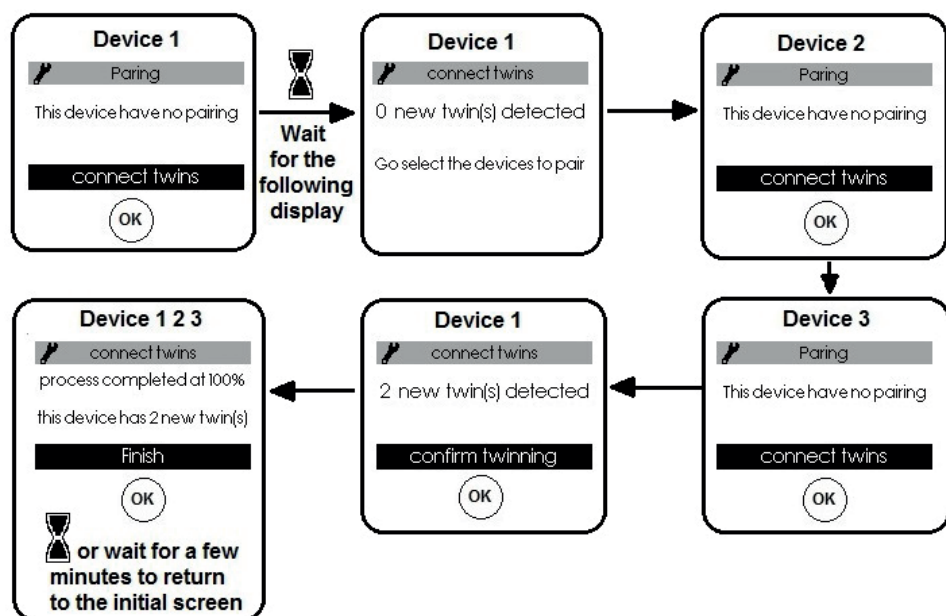 Device 1
Paring
This device have no pairing
connect twins
OK
Wait
for the
following
display
Device 1
connect twins
0 new twin(s) detected
Go select the devices to pair
Device 2
Paring
This device have no pairing
connect twins
OK
Device 3
Paring
This device have no pairing
connect twins
OK
Device 1
connect twins
2 new twin(s) detected
confirm twinning
OK
Device 1 2 3
connect twins
process completed at 100%
this device has 2 new twin(s)
Finish
OK
or wait for a few
minutes to return
to the initial screen